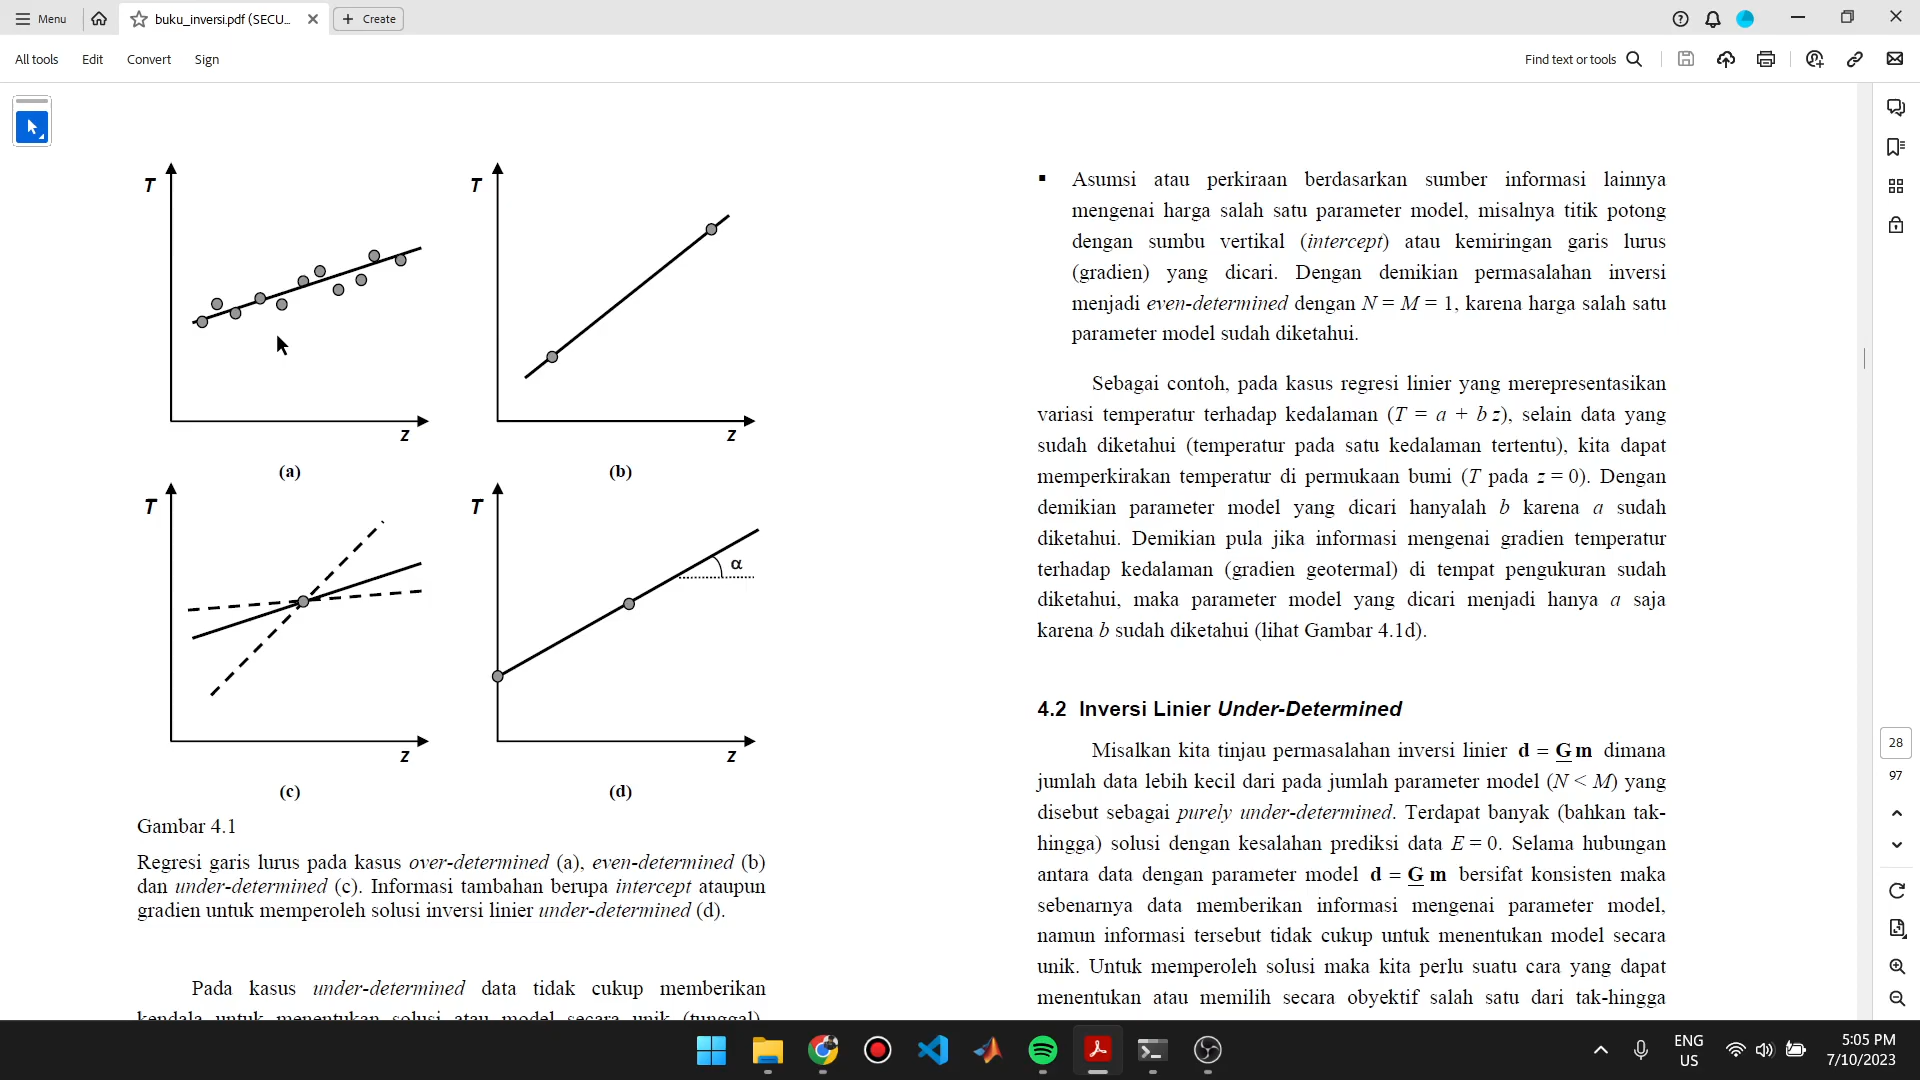 Menu
buku_inversi.pdf (SECU...
Create
All tools
Edit
Convert
Sign
Find text or tools
T
z
(a)
T
z
(b)
T
z
(c)
T
α
z
(d)
Gambar 4.1
Regresi garis lurus pada kasus over-determined (a), even-determined (b)
dan under-determined (c). Informasi tambahan berupa intercept ataupun
gradien untuk memperoleh solusi inversi linier under-determined (d).
Pada kasus under-determined data tidak cukup memberikan
kendala untuk menentukan solusi atau model secara unik (tunggal).
▪ Asumsi atau perkiraan berdasarkan sumber informasi lainnya
mengenai harga salah satu parameter model, misalnya titik potong
dengan sumbu vertikal (intercept) atau kemiringan garis lurus
(gradien) yang dicari. Dengan demikian permasalahan inversi
menjadi even-determined dengan N = M = 1, karena harga salah satu
parameter model sudah diketahui.
Sebagai contoh, pada kasus regresi linier yang merepresentasikan
variasi temperatur terhadap kedalaman (T = a + b z), selain data yang
sudah diketahui (temperatur pada satu kedalaman tertentu), kita dapat
memperkirakan temperatur di permukaan bumi (T pada z = 0). Dengan
demikian parameter model yang dicari hanyalah b karena a sudah
diketahui. Demikian pula jika informasi mengenai gradien temperatur
terhadap kedalaman (gradien geotermal) di tempat pengukuran sudah
diketahui, maka parameter model yang dicari menjadi hanya a saja
karena b sudah diketahui (lihat Gambar 4.1d).
4.2 Inversi Linier Under-Determined
Misalkan kita tinjau permasalahan inversi linier d = G m dimana
jumlah data lebih kecil dari pada jumlah parameter model (N < M) yang
disebut sebagai purely under-determined. Terdapat banyak (bahkan tak-
hingga) solusi dengan kesalahan prediksi data E = 0. Selama hubungan
antara data dengan parameter model d = G m bersifat konsisten maka
sebenarnya data memberikan informasi mengenai parameter model,
namun informasi tersebut tidak cukup untuk menentukan model secara
unik. Untuk memperoleh solusi maka kita perlu suatu cara yang dapat
menentukan atau memilih secara obyektif salah satu dari tak-hingga
28
97
ENG
US
5:05 PM
7/10/2023